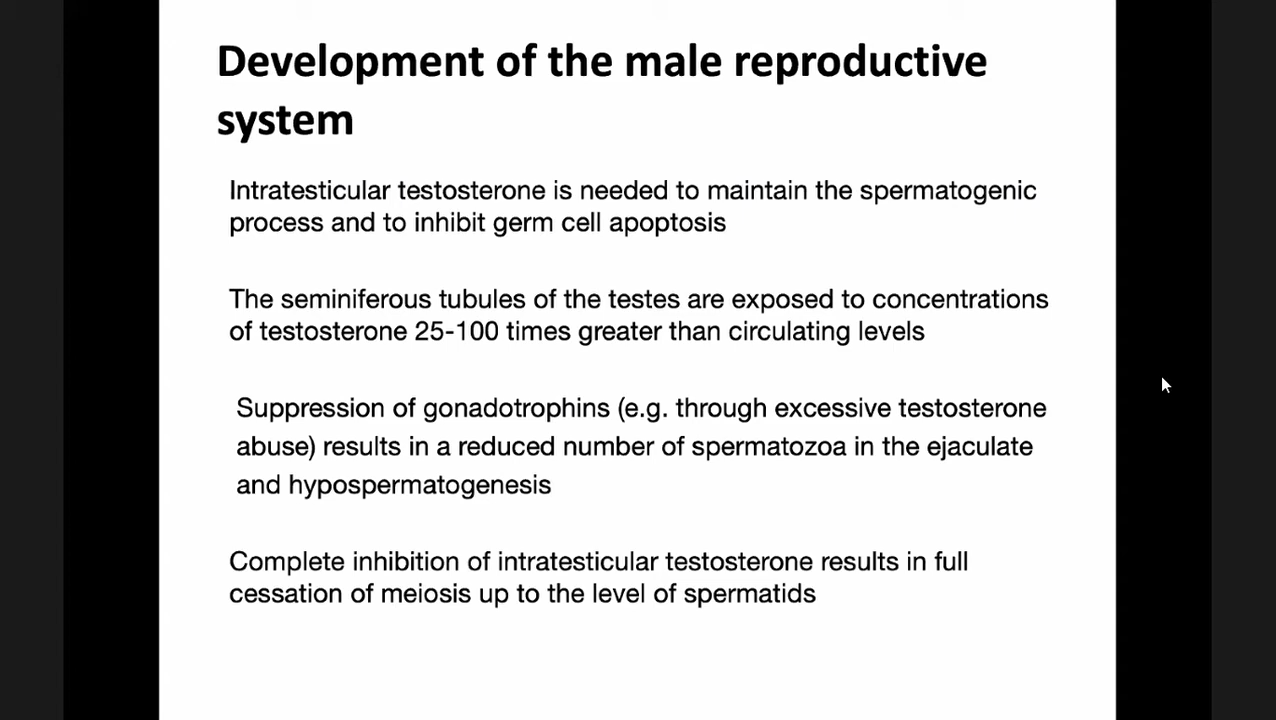 Development of the male reproductive
system
Intratesticular testosterone is needed to maintain the spermatogenic
process and to inhibit germ cell apoptosis
The seminiferous tubules of the testes are exposed to concentrations
of testosterone 25-100 times greater than circulating levels
Suppression of gonadotrophins (e.g. through excessive testosterone
abuse) results in a reduced number of spermatozoa in the ejaculate
and hypospermatogenesis
Complete inhibition of intratesticular testosterone results in full
cessation of meiosis up to the level of spermatids